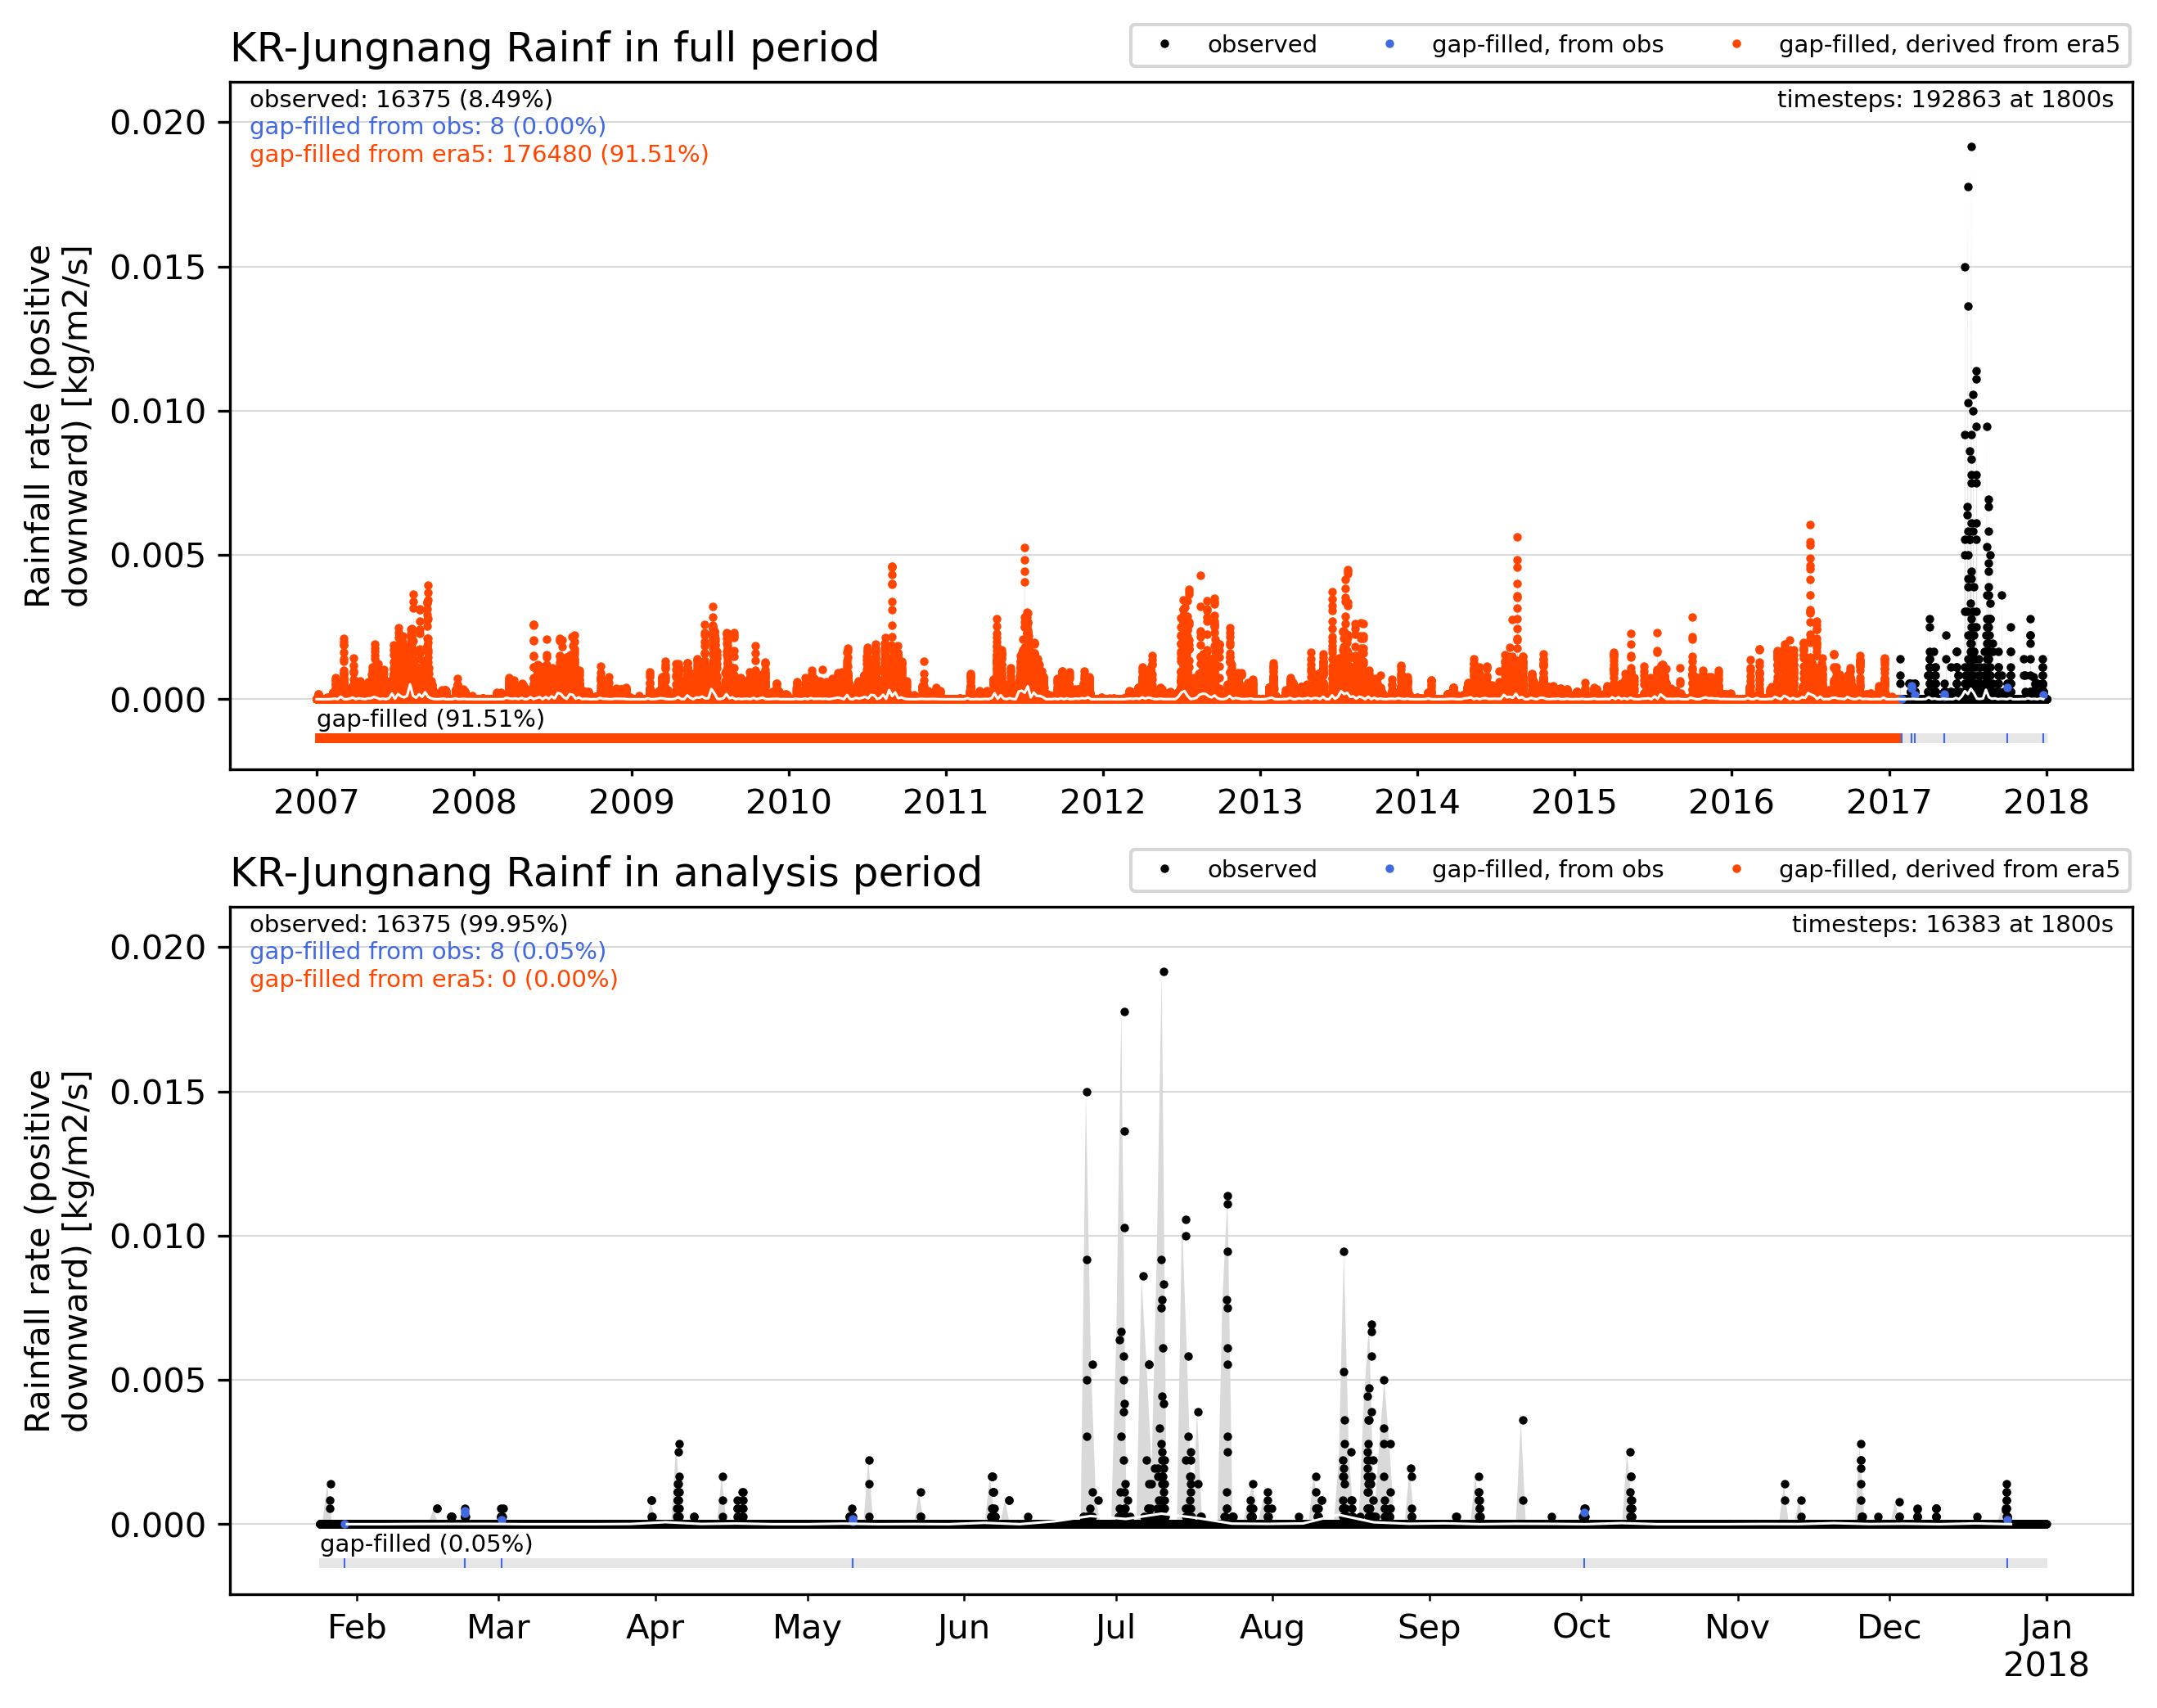 KR-Jungnang Rainf in full period
observed
gap-filled, from obs
gap-filled, derived from era5
observed: 16375 (8.49%)
timesteps: 192863 at 1800s
gap-filled from obs: 8 (0.00%)
gap-filled from era5: 176480 (91.51%)
Rainfall rate (positive
downward) [kg/m2/s]
0.020
0.015
0.010
0.005
0.000
gap-filled (91.51%)
2007 2008 2009 2010 2011 2012 2013 2014 2015 2016 2017 2018
KR-Jungnang Rainf in analysis period
observed
gap-filled, from obs
gap-filled, derived from era5
observed: 16375 (99.95%)
timesteps: 16383 at 1800s
gap-filled from obs: 8 (0.05%)
gap-filled from era5: 0 (0.00%)
Rainfall rate (positive
downward) [kg/m2/s]
0.020
0.015
0.010
0.005
0.000
gap-filled (0.05%)
Feb Mar Apr May Jun Jul Aug Sep Oct Nov Dec Jan
2018